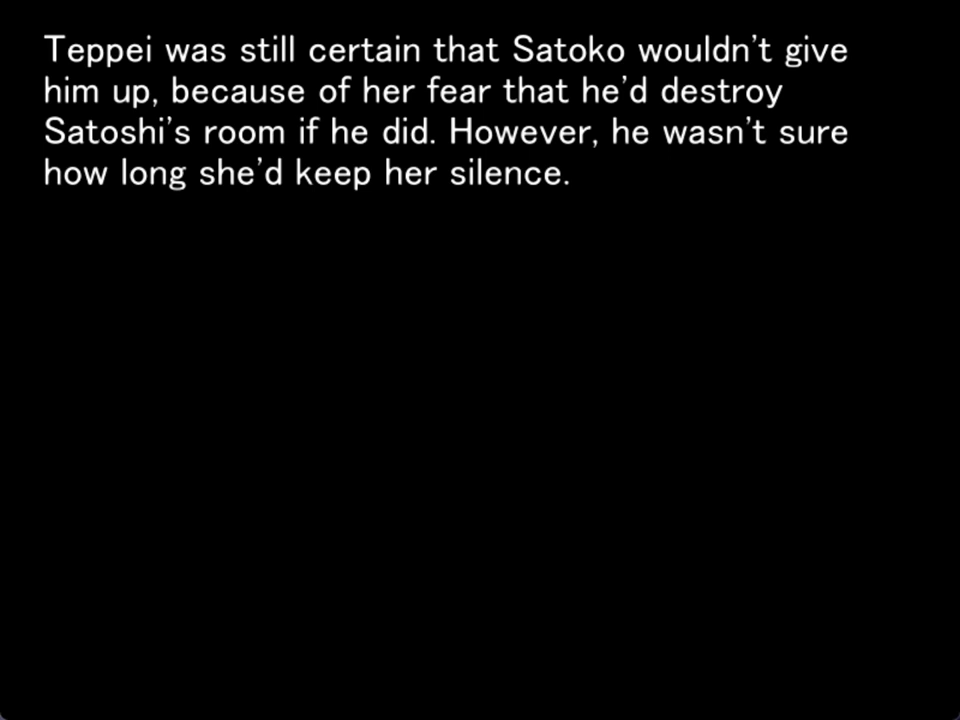 Teppei was still certain that Satoko wouldn’t give
him up, because of her fear that he’d destroy
Satoshi’s room if he did. However, he wasn’t sure
how long she’d keep her silence.